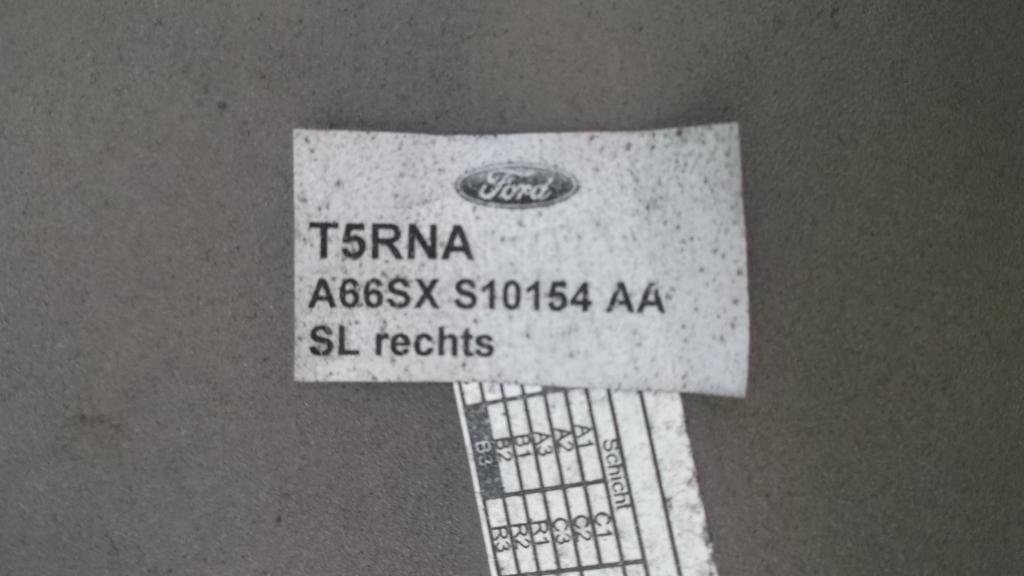 Ford
T5RNA
A66SX S10154 AA
SL rechts
Schicht
A1 C1
A2 C2
A3 C3
B1 R1
B2 R2
B3 R3